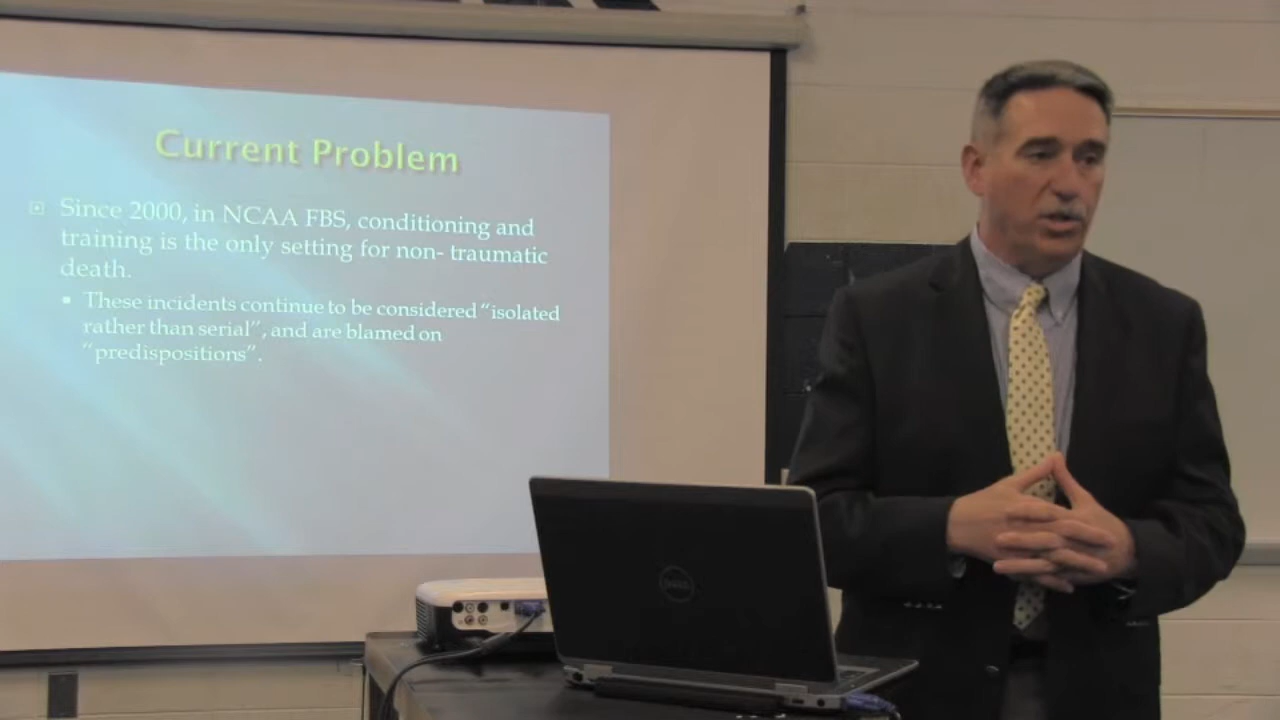 Current Problem
Since 2000, in NCAA FBS, conditioning and
training is the only setting for non- traumatic
death.
These incidents continue to be considered “isolated
rather than serial”, and are blamed on
“predispositions”.
DELL